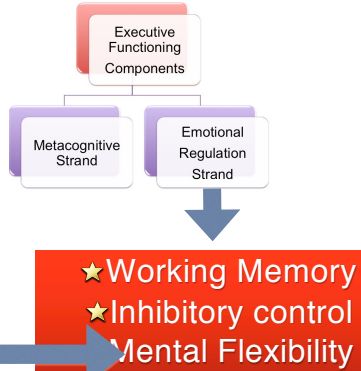 Executive
Functioning
Components
Metacognitive
Strand
Emotional
Regulation
Strand
Working Memory
Inhibitory control
Mental Flexibility